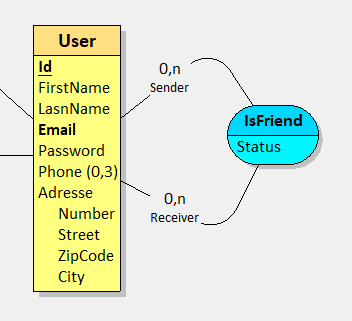 User
Id
FirstName
LasnName
Email
Password
Phone (0,3)
Adresse
Number
Street
ZipCode
City
0,n
Sender
IsFriend
Status
0,n
Receiver